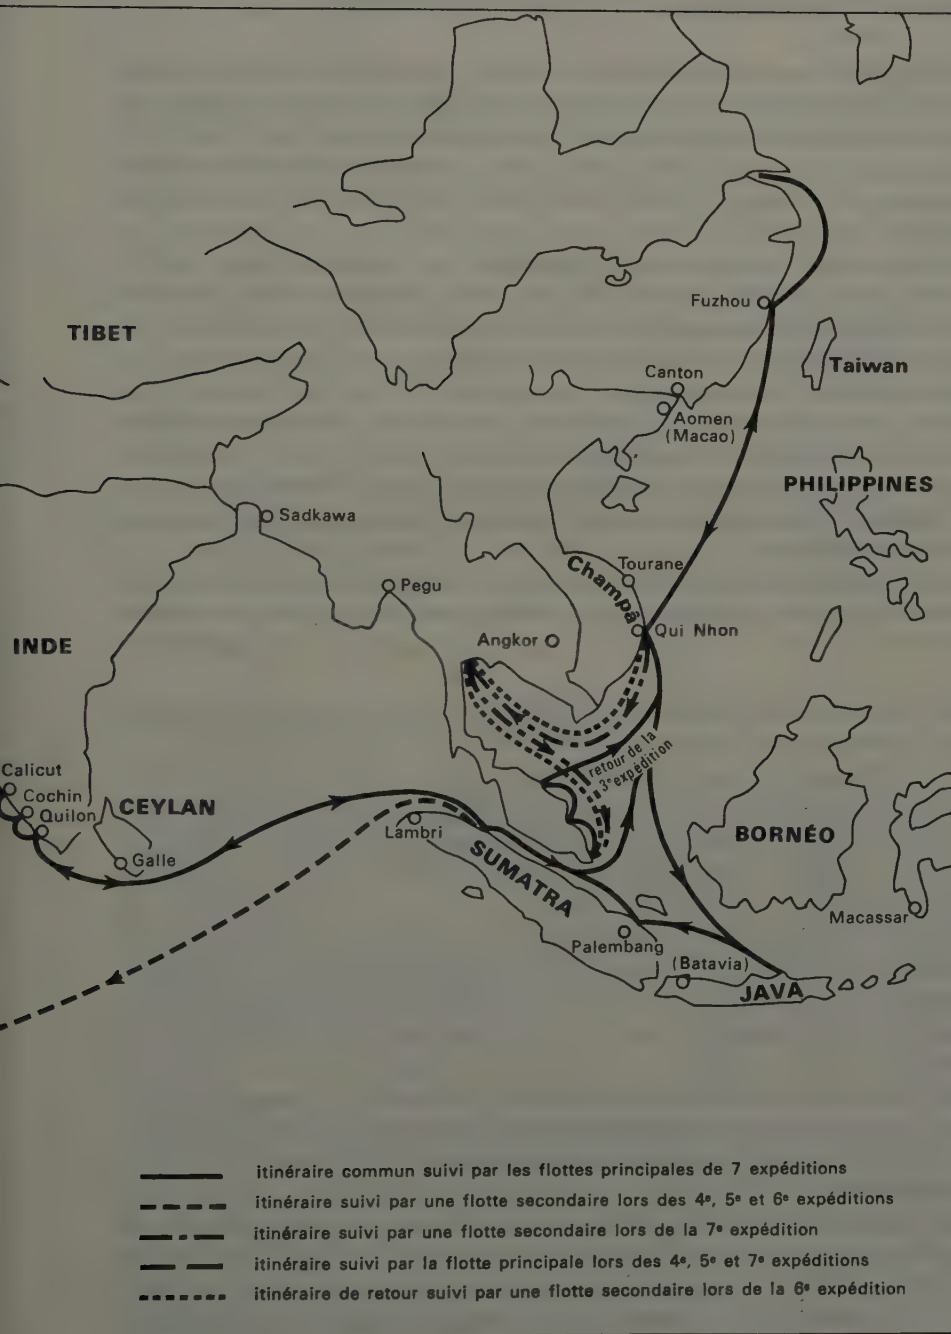 Fuzhou
TIBET
Taiwan
Canton
Aomen
(Macao)
PHILIPPINES
Sadkawa
Tourane
Champā
Pegu
Qui Nhon
Angkor
INDE
retour de la
3e expédition
Calicut
Cochin
CEYLAN
Quilon
Lambri
BORNÉO
Galle
SUMATRA
Macassar
Palembang
(Batavia)
JAVA
itinéraire commun suivi par les flottes principales de 7 expéditions
itinéraire suivi par une flotte secondaire lors des 4e, 5e et 6e expéditions
itinéraire suivi par une flotte secondaire lors de la 7e expédition
itinéraire suivi par la flotte principale lors des 4e, 5e et 7e expéditions
itinéraire de retour suivi par une flotte secondaire lors de la 6e expédition